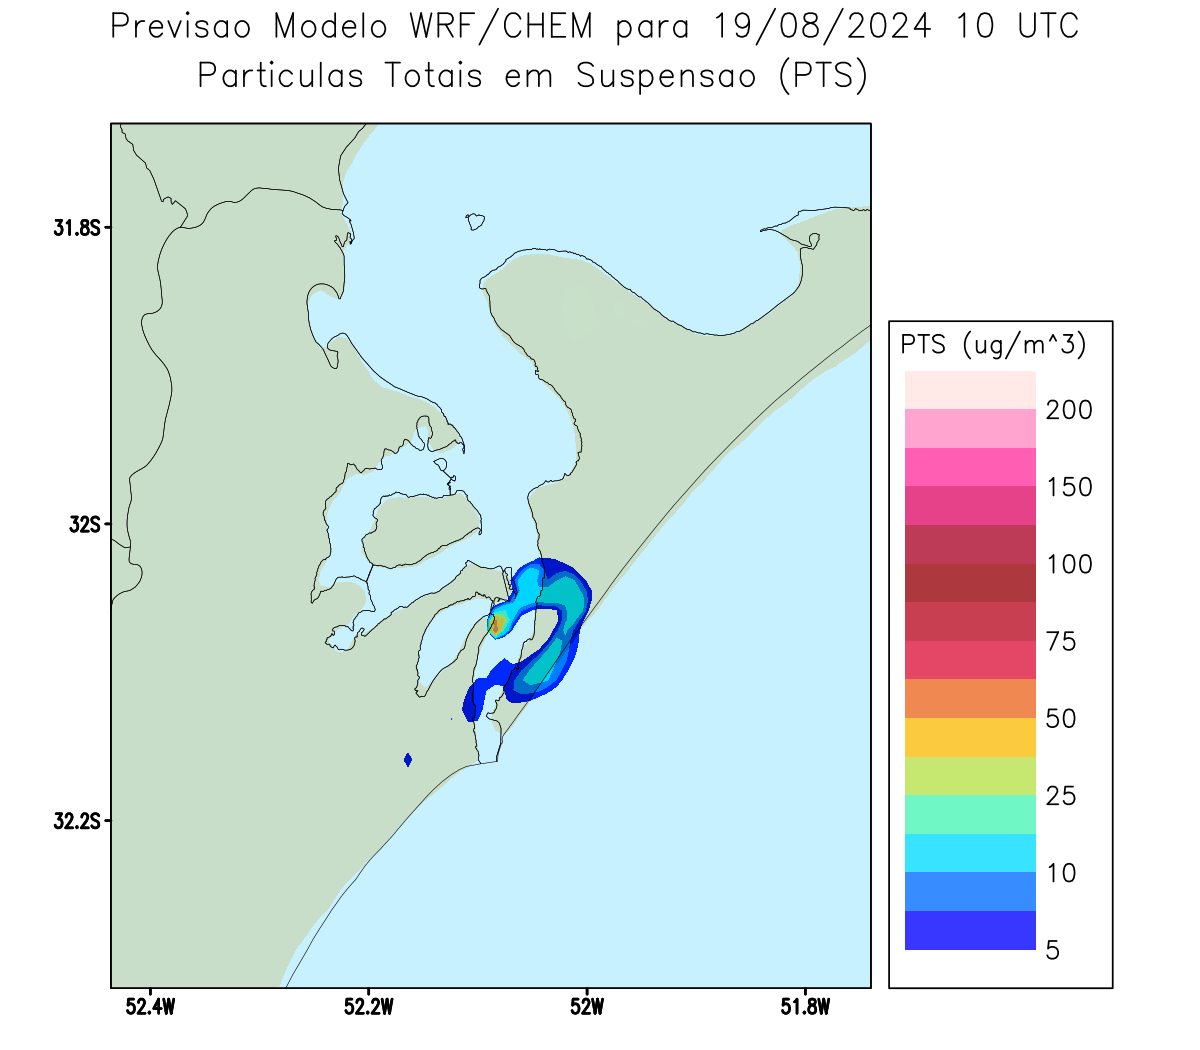 Previsao Modelo WRF/CHEM para 19/08/2024 10 UTC
Particulas Totais em Suspensao (PTS)
31.8S
32S
32.2S
52.4W
52.2W
52W
51.8W
PTS (ug/m^3)
200
150
100
75
50
25
10
5